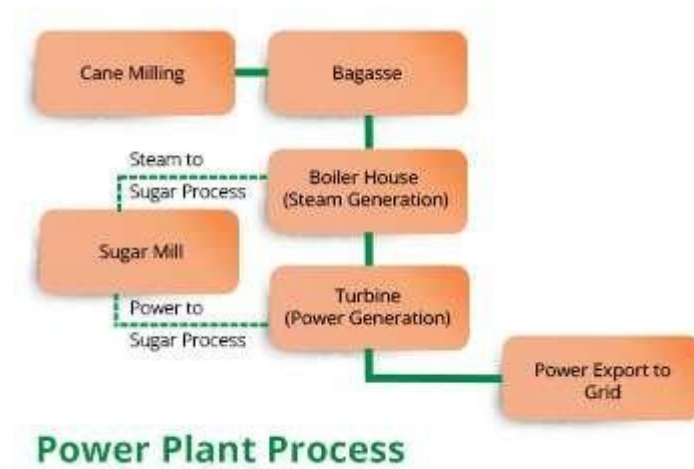 Cane Milling
Bagasse
Steam to
Sugar Process
Boiler House
(Steam Generation)
Sugar Mill
Power to
Sugar Process
Turbine
(Power Generation)
Power Export to
Grid
Power Plant Process